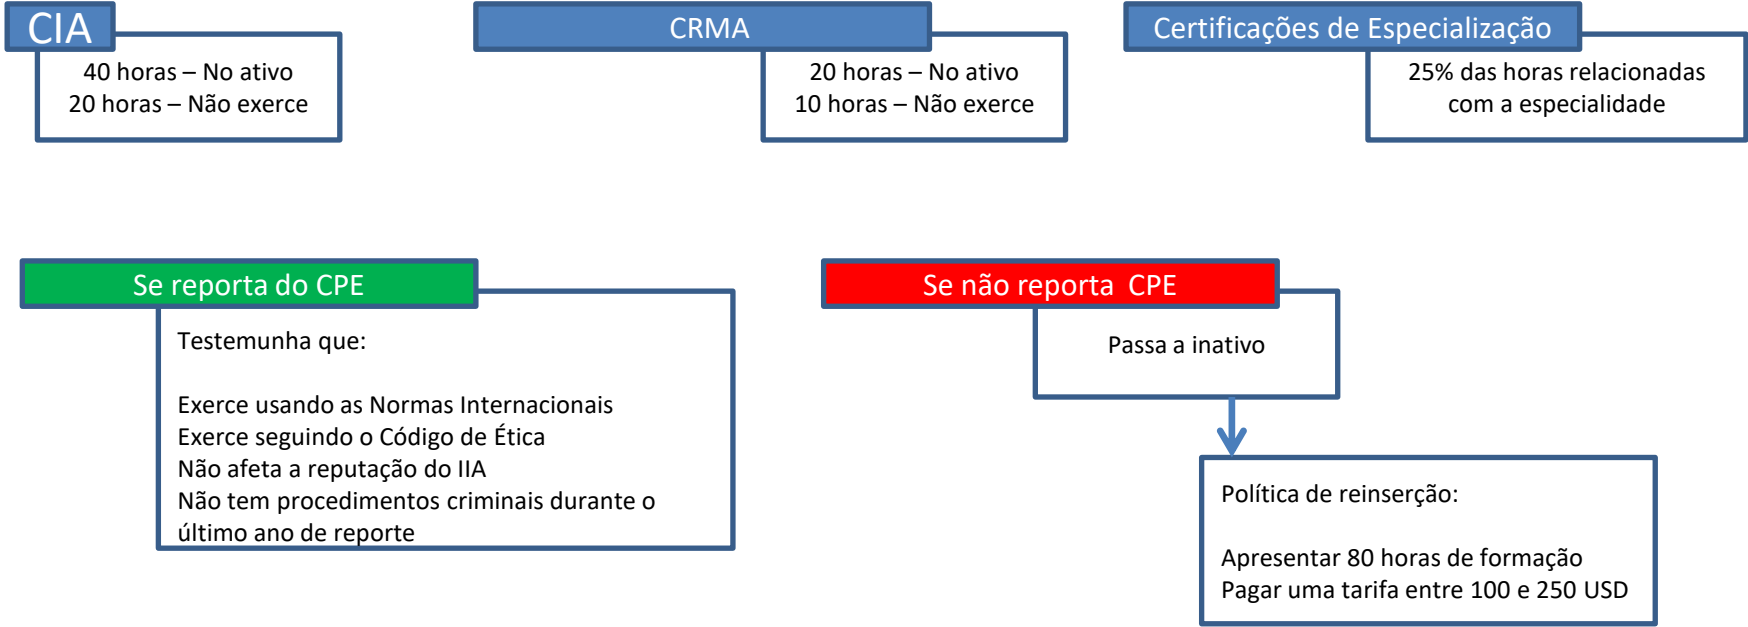 CIA
40 horas – No ativo
20 horas – Não exerce
CRMA
20 horas – No ativo
10 horas – Não exerce
Certificações de Especialização
25% das horas relacionadas
com a especialidade
Se reporta do CPE
Testemunha que:
Exerce usando as Normas Internacionais
Exerce seguindo o Código de Ética
Não afeta a reputação do IIA
Não tem procedimentos criminais durante o
último ano de reporte
Se não reporta  CPE
Passa a inativo
Política de reinserção:
Apresentar 80 horas de formação
Pagar uma tarifa entre 100 e 250 USD